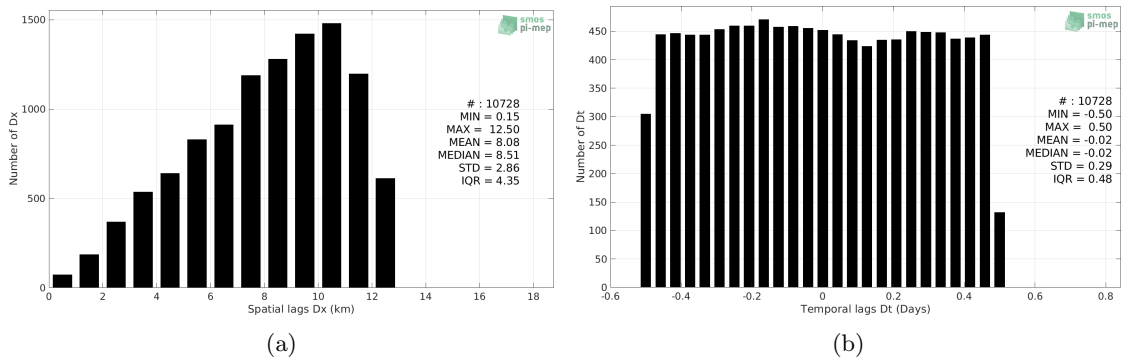 smos
pi-mep
1500
1000
500
0
Number of Dx
# : 10728
MIN = 0.15
MAX = 12.50
MEAN = 8.08
MEDIAN = 8.51
STD = 2.86
IQR = 4.35
0 2 4 6 8 10 12 14 16 18
Spatial lags Dx (km)
(a)
smos
pi-mep
450
400
350
300
250
200
150
100
50
0
Number of Dt
# : 10728
MIN = -0.50
MAX = 0.50
MEAN = -0.02
MEDIAN = -0.02
STD = 0.29
IQR = 0.48
-0.6 -0.4 -0.2 0 0.2 0.4 0.6 0.8
Temporal lags Dt (Days)
(b)